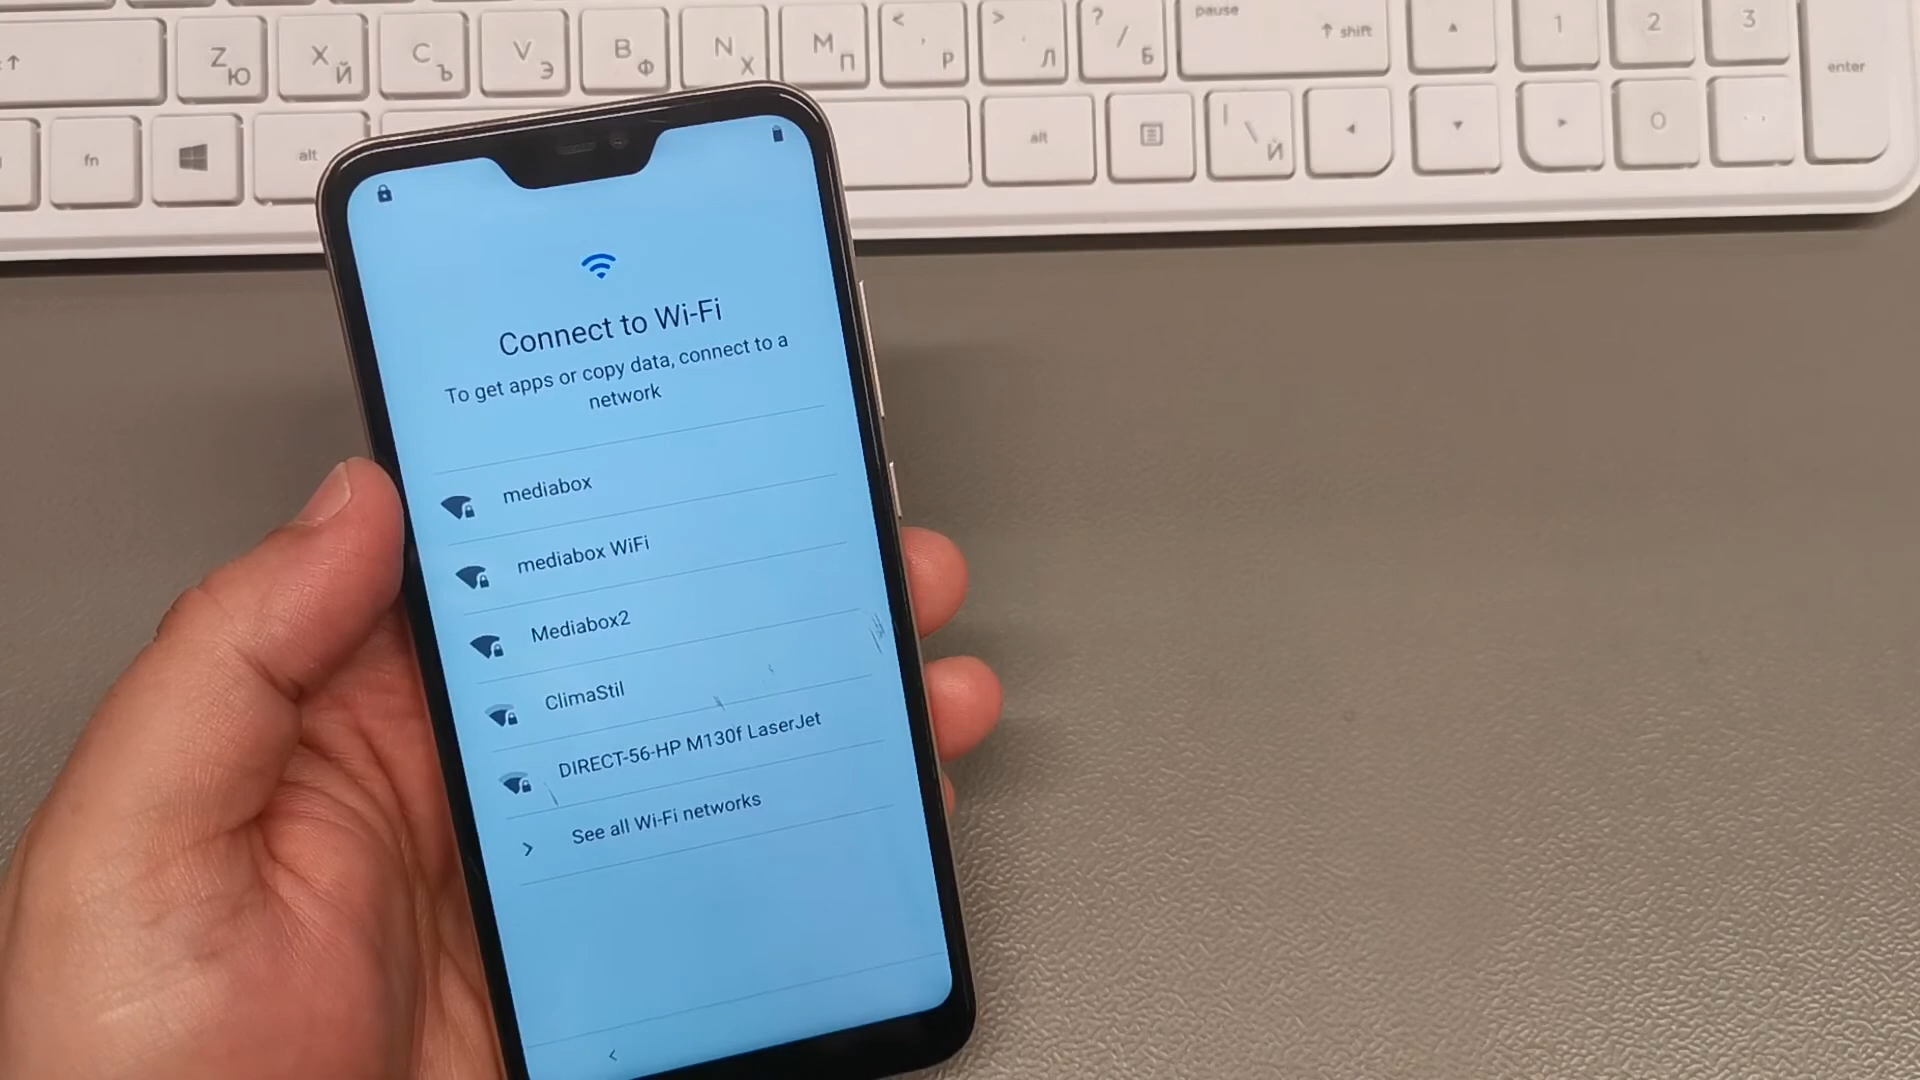 Z Ю X Й C Ъ V Э B Ф N X M П < , Р > . Л ? / Б pause shift 1 2 3 enter
fn alt alt | \ Й 0
Connect to Wi-Fi
To get apps or copy data, connect to a
network
mediabox
mediabox WiFi
Mediabox2
ClimaStil
DIRECT-56-HP M130f LaserJet
See all Wi-Fi networks